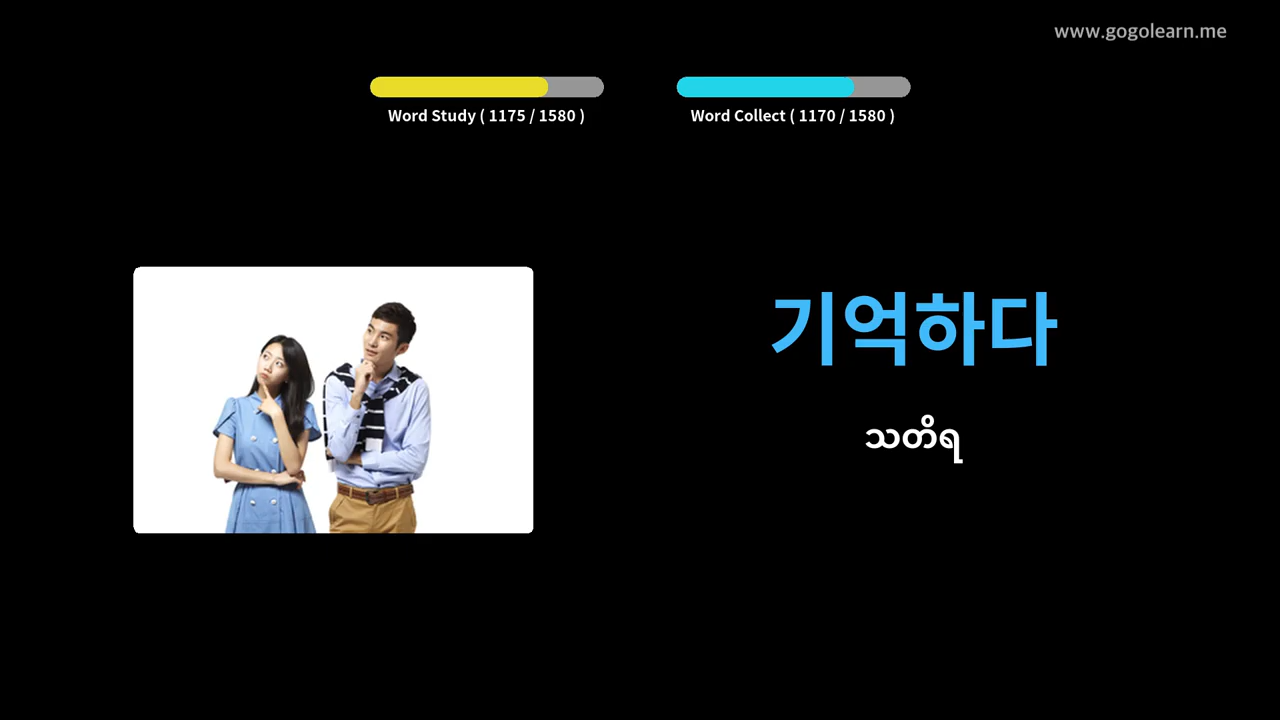 www.gogolearn.me
Word Study ( 1175 / 1580 )
Word Collect ( 1170 / 1580 )
기억하다
သတိရ